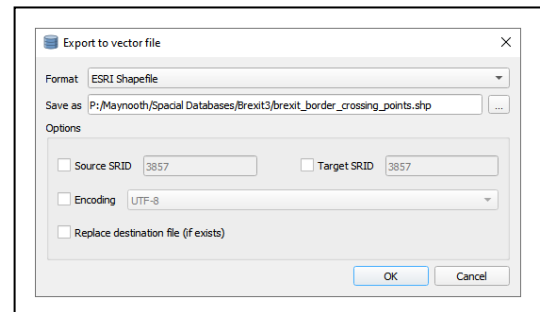 Export to vector file
Format ESRI Shapefile
Save as P:/Maynooth/Spacial Databases/Brexit3/brexit_border_crossing_points.shp ...
Options
Source SRID 3857 Target SRID 3857
Encoding UTF-8
Replace destination file (if exists)
OK Cancel